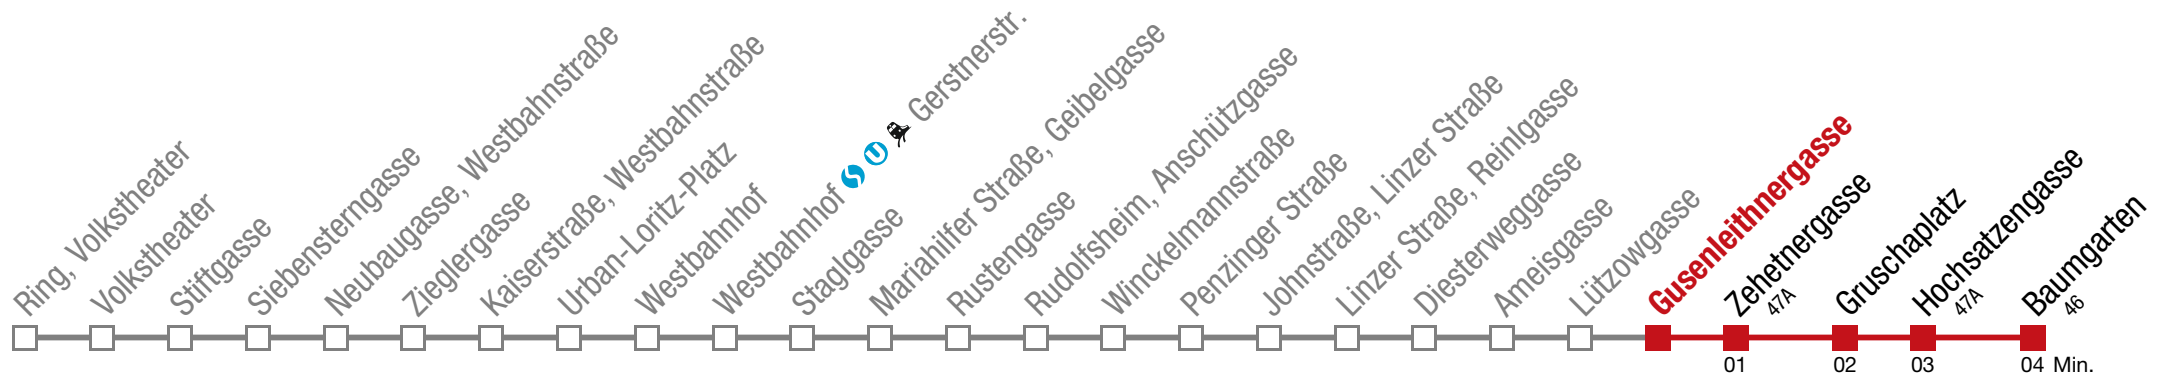 Ring, Volkstheater
Volkstheater
Stiftgasse
Siebensterngasse
Neubaugasse, Westbahnstraße
Zieglergasse
Kaiserstraße, Westbahnstraße
Urban-Loritz-Platz
Westbahnhof
Westbahnhof S U Gerstnerstr.
Staglgasse
Mariahilfer Straße, Geibelgasse
Rustengasse
Rudolfsheim, Anschützgasse
Winckelmannstraße
Penzinger Straße
Johnstraße, Linzer Straße
Linzer Straße, Reinlgasse
Diesterweggasse
Ameisgasse
Lützowgasse
Gusenleithnergasse
Zehetnergasse
47A
Gruschaplatz
Hochsatzengasse
47A
Baumgarten
46
01 02 03 04 Min.